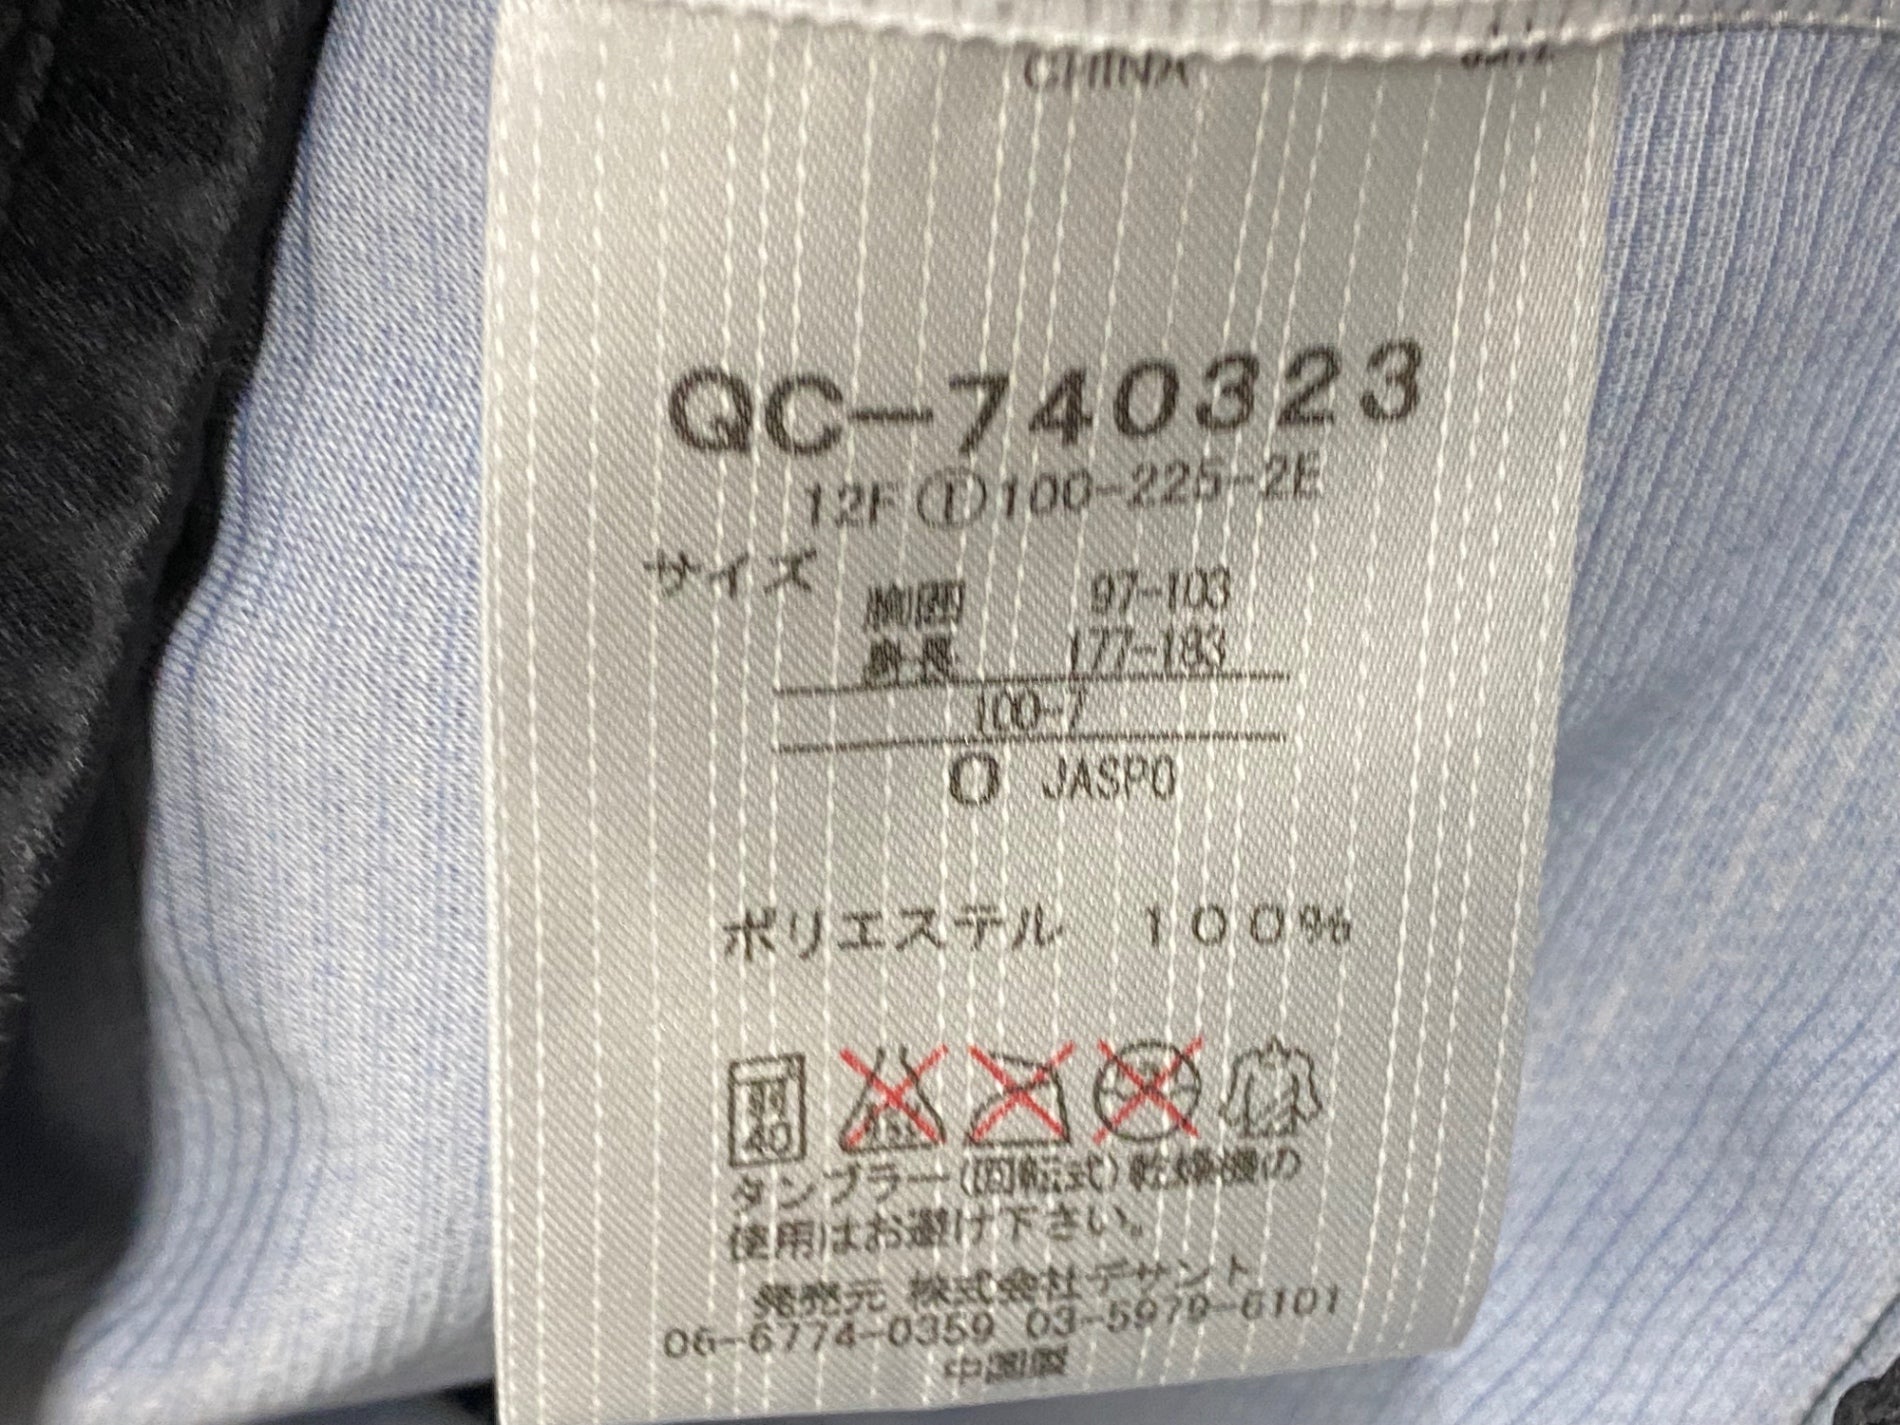 CHINA
QC-740323
12F Ⓘ 100-225-2E
サイズ
胸囲 97-103
身長 177-183
100-7
O JASPO
ポリエステル 100%
40
タンブラー(回転式)乾燥機の
使用はお避け下さい。
発売元 株式会社デサント
06-6774-0359 03-5979-6101
中国製